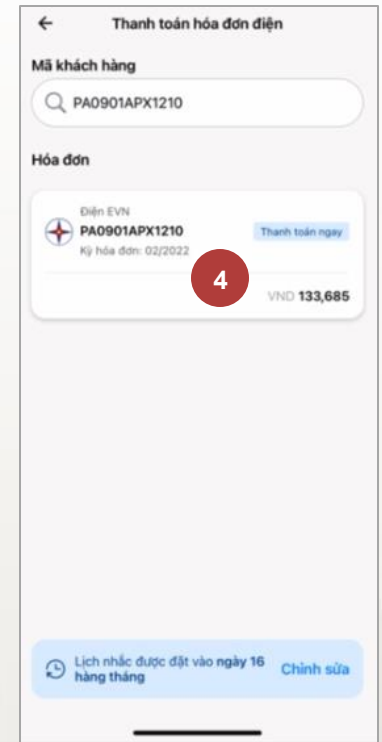 Thanh toán hóa đơn điện
Mã khách hàng
PA0901APX1210
Hóa đơn
Điện EVN
PA0901APX1210
Thanh toán ngay
Kỳ hóa đơn: 02/2022
4
VND 133,685
Lịch nhắc được đặt vào ngày 16
hàng tháng
Chỉnh sửa